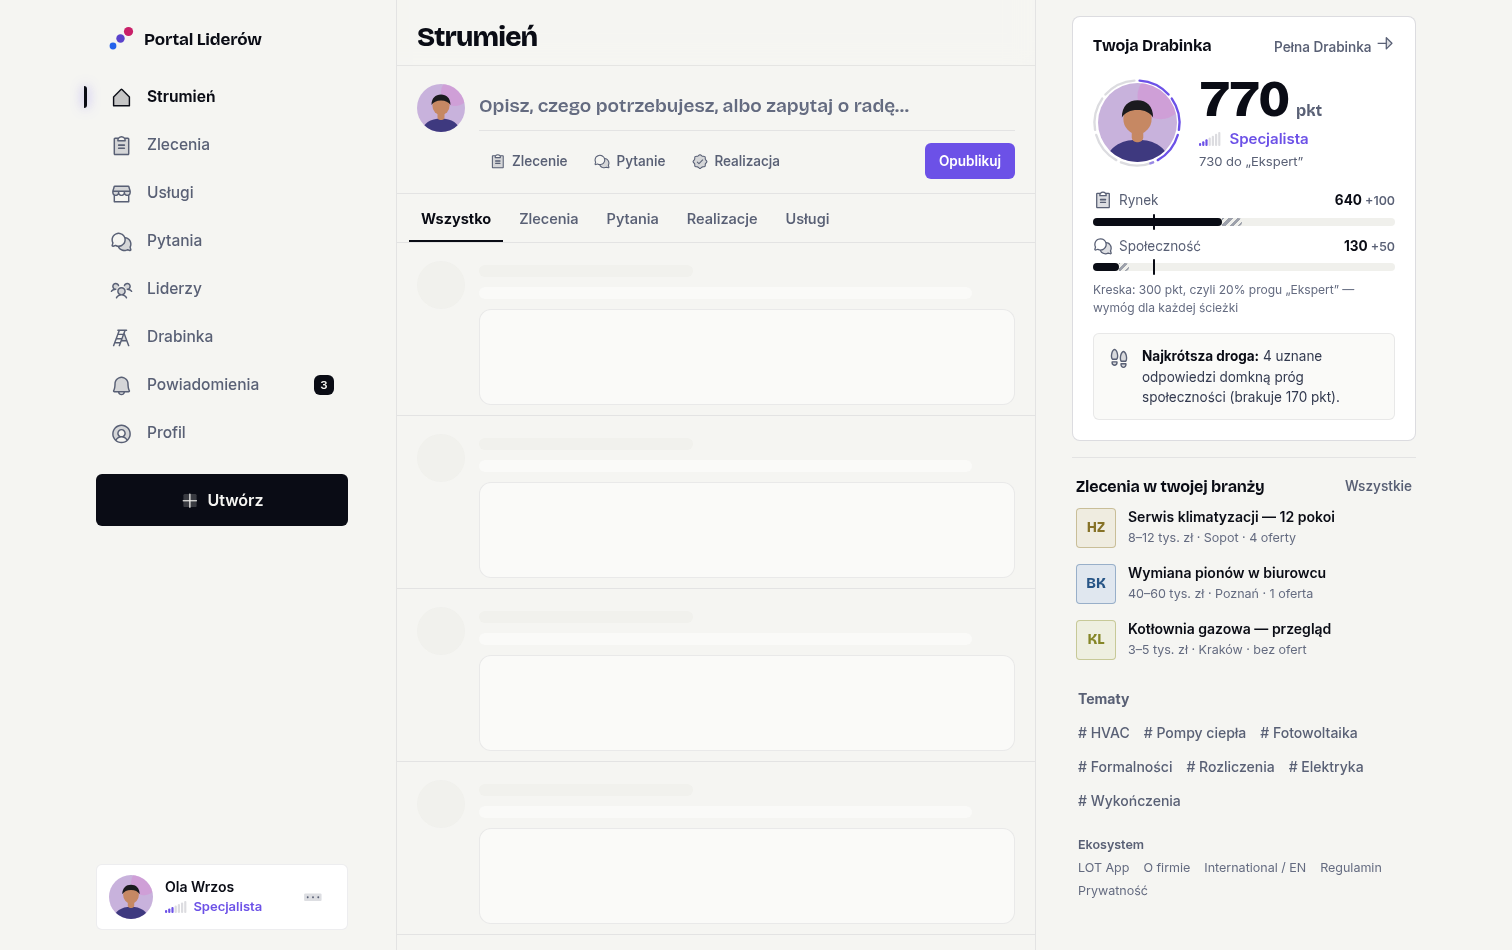 Portal Liderów
Strumień
Zlecenia
Usługi
Pytania
Liderzy
Drabinka
Powiadomienia
3
Profil
Utwórz
Ola Wrzos
Specjalista
Strumień
Opisz, czego potrzebujesz, albo zapytaj o radę...
Zlecenie Pytanie Realizacja Opublikuj
Wszystko Zlecenia Pytania Realizacje Usługi
Twoja Drabinka Pełna Drabinka
770 pkt
Specjalista
730 do „Ekspert”
Rynek 640 +100
Społeczność 130 +50
Kreska: 300 pkt, czyli 20% progu „Ekspert” —
wymóg dla każdej ścieżki
Najkrótsza droga: 4 uznane
odpowiedzi domkną próg
społeczności (brakuje 170 pkt).
Zlecenia w twojej branży Wszystkie
HZ
Serwis klimatyzacji — 12 pokoi
8–12 tys. zł · Sopot · 4 oferty
BK
Wymiana pionów w biurowcu
40–60 tys. zł · Poznań · 1 oferta
KL
Kotłownia gazowa — przegląd
3–5 tys. zł · Kraków · bez ofert
Tematy
# HVAC # Pompy ciepła # Fotowoltaika
# Formalności # Rozliczenia # Elektryka
# Wykończenia
Ekosystem
LOT App O firmie International / EN Regulamin
Prywatność